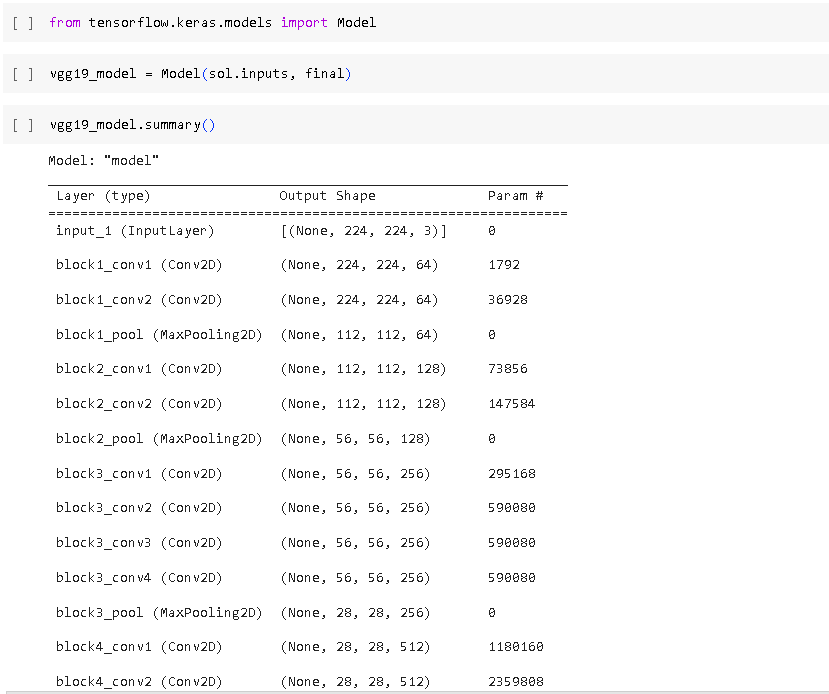 [ ] from tensorflow.keras.models import Model
[ ] vgg19_model = Model(sol.inputs, final)
[ ] vgg19_model.summary()
Model: "model"
Layer (type) Output Shape Param #
=================================================================
input_1 (InputLayer) [(None, 224, 224, 3)] 0
block1_conv1 (Conv2D) (None, 224, 224, 64) 1792
block1_conv2 (Conv2D) (None, 224, 224, 64) 36928
block1_pool (MaxPooling2D) (None, 112, 112, 64) 0
block2_conv1 (Conv2D) (None, 112, 112, 128) 73856
block2_conv2 (Conv2D) (None, 112, 112, 128) 147584
block2_pool (MaxPooling2D) (None, 56, 56, 128) 0
block3_conv1 (Conv2D) (None, 56, 56, 256) 295168
block3_conv2 (Conv2D) (None, 56, 56, 256) 590080
block3_conv3 (Conv2D) (None, 56, 56, 256) 590080
block3_conv4 (Conv2D) (None, 56, 56, 256) 590080
block3_pool (MaxPooling2D) (None, 28, 28, 256) 0
block4_conv1 (Conv2D) (None, 28, 28, 512) 1180160
block4_conv2 (Conv2D) (None, 28, 28, 512) 2359808